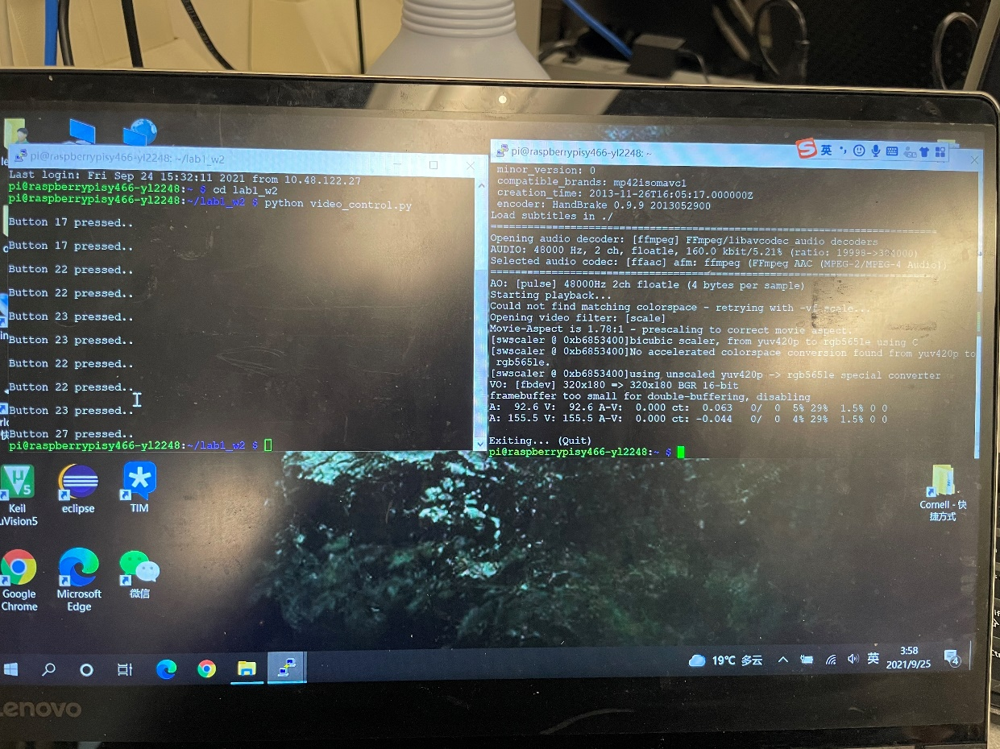 pi@raspberrypisy466-yl2248: ~/lab1_w2
Last login: Fri Sep 24 15:32:11 2021 from 10.48.122.27
pi@raspberrypisy466-yl2248:~ $ cd lab1_w2
pi@raspberrypisy466-yl2248:~/lab1_w2 $ python video_control.py
Button 17 pressed..
Button 17 pressed..
Button 22 pressed..
Button 22 pressed..
Button 23 pressed..
Button 23 pressed..
Button 22 pressed..
Button 22 pressed..
Button 23 pressed..
Button 27 pressed..
pi@raspberrypisy466-yl2248:~/lab1_w2 $
pi@raspberrypisy466-yl2248: ~
英
minor_version: 0
compatible_brands: mp42isomavc1
creation_time: 2013-11-26T16:05:17.000000Z
encoder: HandBrake 0.9.9 2013052900
Load subtitles in ./
==========================================================================
Opening audio decoder: [ffmpeg] FFmpeg/libavcodec audio decoders
AUDIO: 48000 Hz, 2 ch, floatle, 160.0 kbit/5.21% (ratio: 19998->384000)
Selected audio codec: [ffaac] afm: ffmpeg (FFmpeg AAC (MPEG-2/MPEG-4 Audio))
==========================================================================
AO: [pulse] 48000Hz 2ch floatle (4 bytes per sample)
Starting playback...
Could not find matching colorspace - retrying with -vf scale...
Opening video filter: [scale]
Movie-Aspect is 1.78:1 - prescaling to correct movie aspect.
[swscaler @ 0xb6853400]bicubic scaler, from yuv420p to rgb565le using C
[swscaler @ 0xb6853400]No accelerated colorspace conversion found from yuv420p to
rgb565le.
[swscaler @ 0xb6853400]using unscaled yuv420p -> rgb565le special converter
VO: [fbdev] 320x180 => 320x180 BGR 16-bit
framebuffer too small for double-buffering, disabling
A:  92.6 V:  92.6 A-V:  0.000 ct:  0.063   0/  0  5% 29%  1.5% 0 0
A: 155.5 V: 155.5 A-V:  0.000 ct: -0.044   0/  0  4% 29%  1.5% 0 0
Exiting... (Quit)
pi@raspberrypisy466-yl2248:~ $
Keil
uVision5
eclipse
TIM
Cornell - 快
捷方式
Google
Chrome
Microsoft
Edge
微信
19℃ 多云
英
3:58
2021/9/25
4
Lenovo